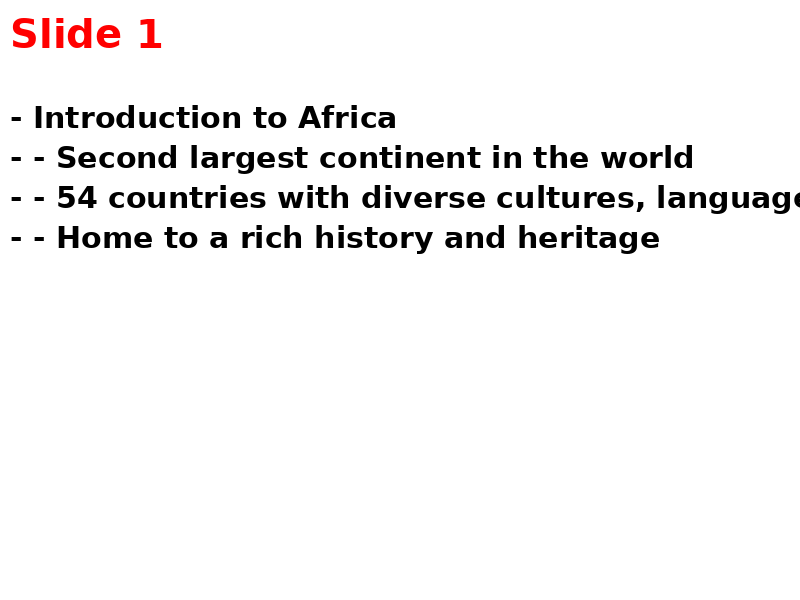 Slide 1
- Introduction to Africa
- - Second largest continent in the world
- - 54 countries with diverse cultures, language
- - Home to a rich history and heritage